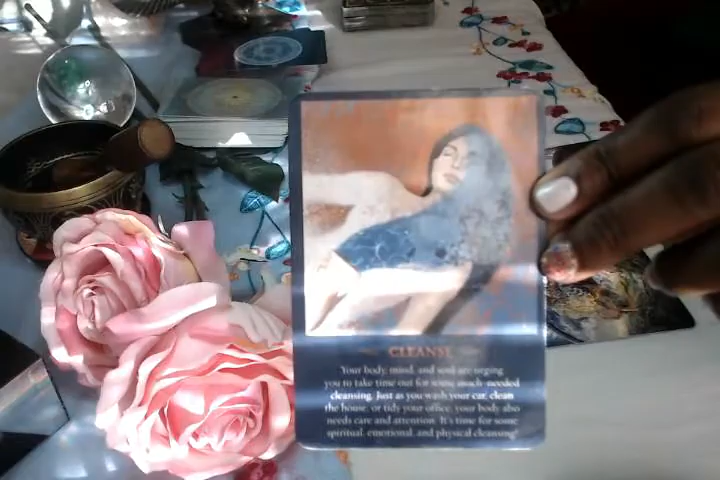 CLEANSE
Your body, mind, and soul are urging
you to take time out for some much-needed
cleansing. Just as you wash your car, clean
the house, or tidy your office, your body also
needs care and attention. It's time for some
spiritual, emotional, and physical cleansing!